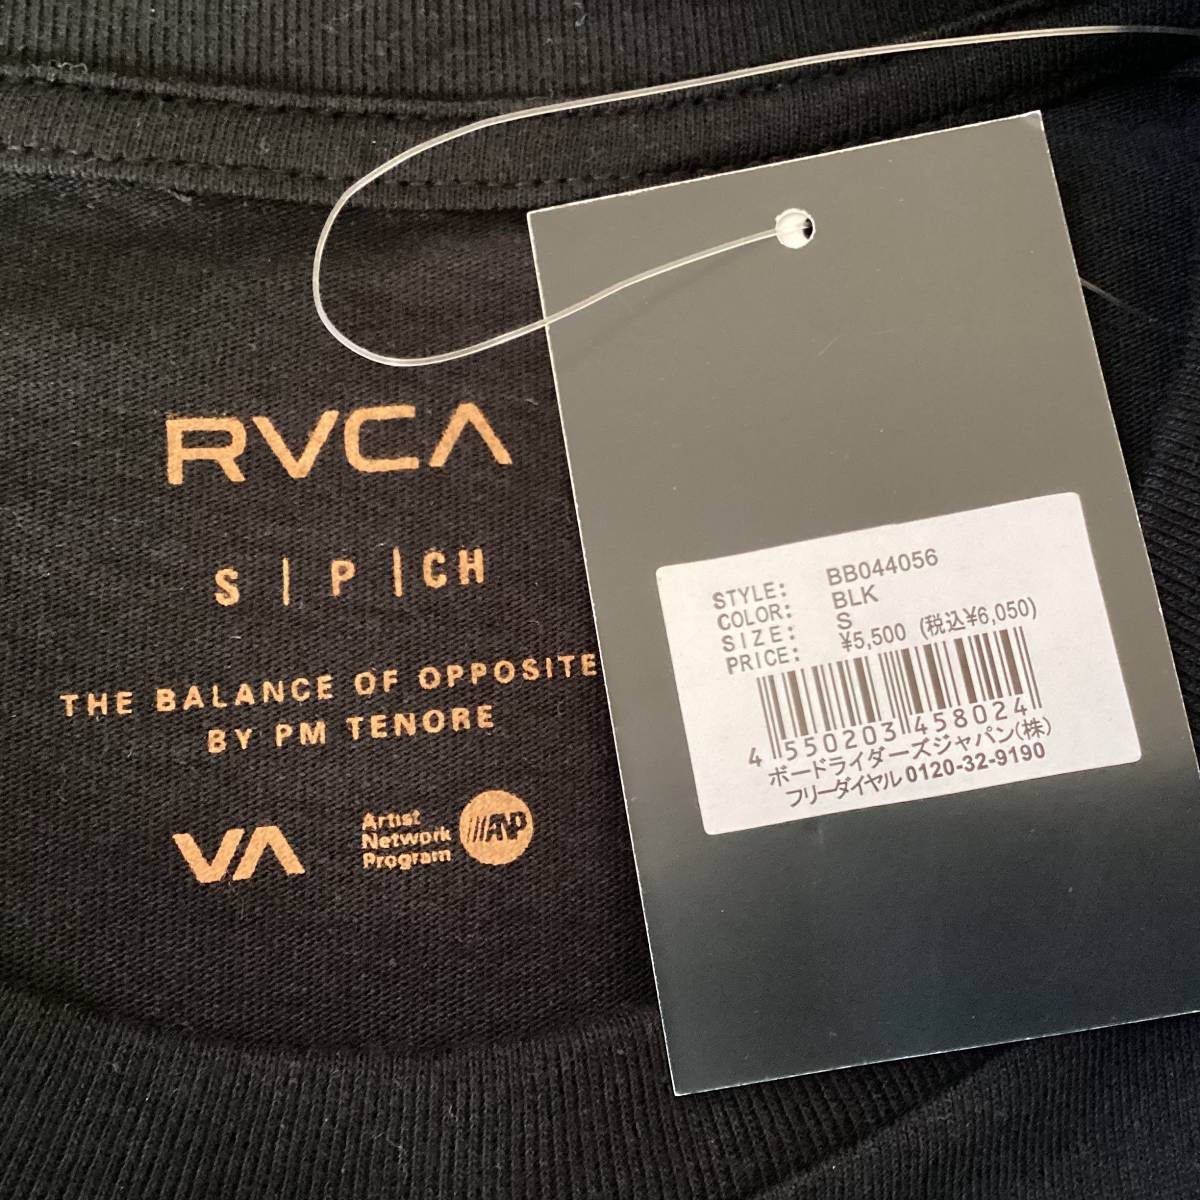 RVCA
S | P | CH
THE BALANCE OF OPPOSITE
BY PM TENORE
VA
Artist
Network
Program
ANP
STYLE: BB044056
COLOR: BLK
SIZE: S
PRICE: ¥5,500 (税込¥6,050)
4 550203 458024
ボードライダーズジャパン(株)
フリーダイヤル 0120-32-9190